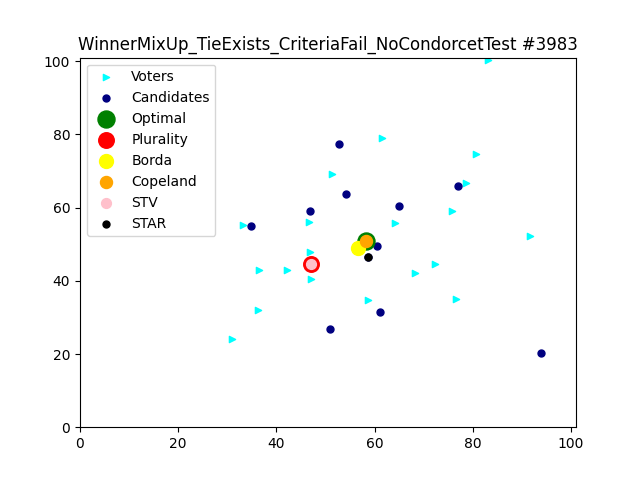 WinnerMixUp_TieExists_CriteriaFail_NoCondorcetTest #3983
100
80
60
40
20
0
Voters
Candidates
Optimal
Plurality
Borda
Copeland
STV
STAR
0 20 40 60 80 100